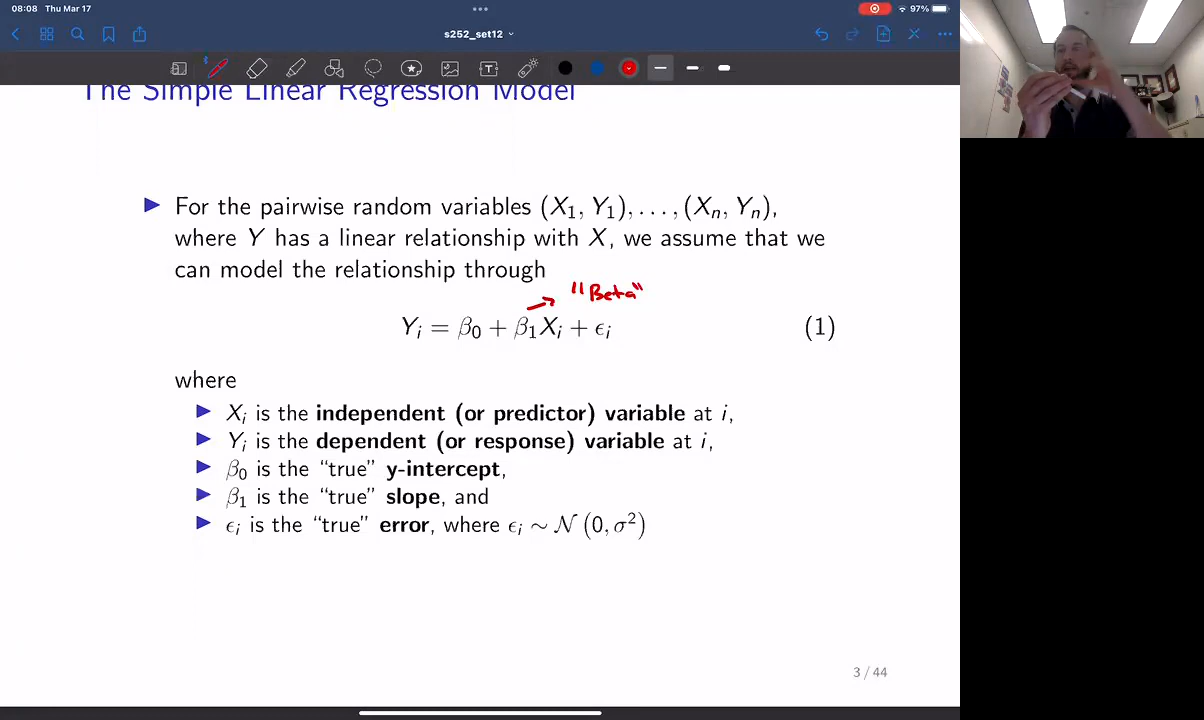 08:08 Thu Mar 17
97%
s252_set12
The Simple Linear Regression Model
▶ For the pairwise random variables (X₁, Y₁), . . . , (Xₙ, Yₙ),
where Y has a linear relationship with X, we assume that we
can model the relationship through
"Beta"
Yᵢ = β₀ + β₁Xᵢ + ϵᵢ (1)
where
▶ Xᵢ is the independent (or predictor) variable at i,
▶ Yᵢ is the dependent (or response) variable at i,
▶ β₀ is the “true” y-intercept,
▶ β₁ is the “true” slope, and
▶ ϵᵢ is the “true” error, where ϵᵢ ∼ N (0, σ²)
3 / 44